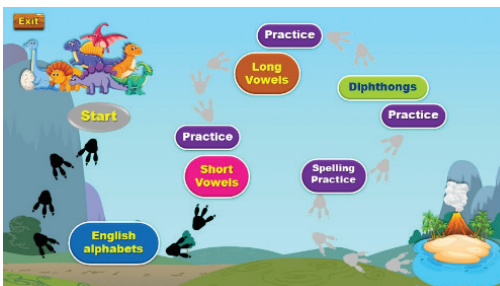 Exit
Start
English
alphabets
Short
Vowels
Practice
Long
Vowels
Practice
Diphthongs
Practice
Spelling
Practice